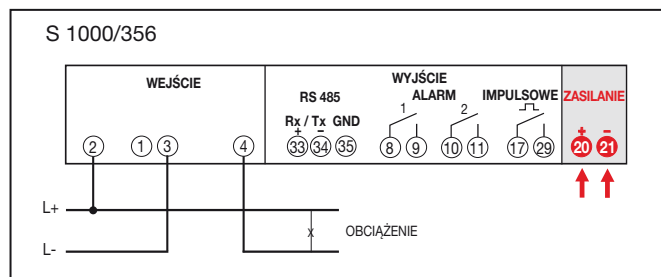 S 1000/356
WEJŚCIE
WYJŚCIE
RS 485
ALARM
IMPULSOWE
ZASILANIE
Rx / Tx GND
1
2
+
−
+
−
2
1
3
4
33
34
35
8
9
10
11
17
29
20
21
L+
x
OBCIĄŻENIE
L-